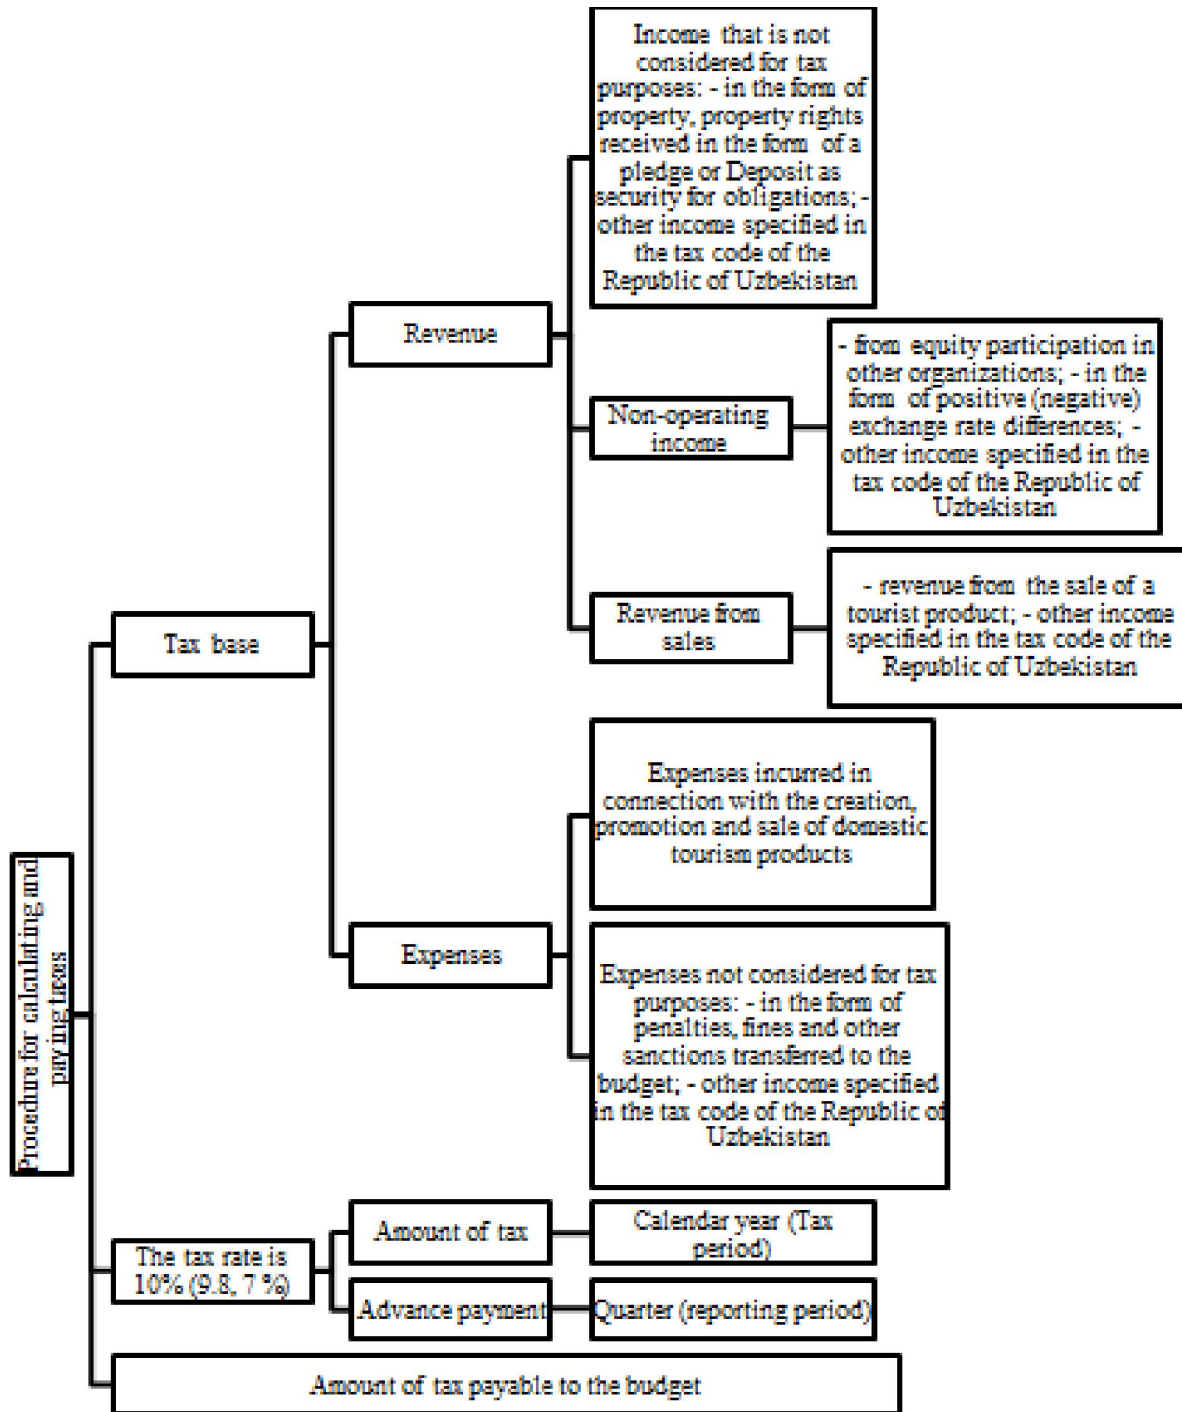 Income that is not
considered for tax
purposes: - in the form of
property, property rights
received in the form of a
pledge or Deposit as
security for obligations; -
other income specified in
the tax code of the
Republic of Uzbekistan
Revenue
- from equity participation in
other organizations; - in the
form of positive (negative)
exchange rate differences; -
other income specified in the
tax code of the Republic of
Uzbekistan
Non-operating
income
- revenue from the sale of a
tourist product; - other income
specified in the tax code of the
Republic of Uzbekistan
Revenue from
sales
Tax base
Expenses incurred in
connection with the creation,
promotion and sale of domestic
tourism products
Procedure for calculating and
paying taxes
Expenses
Expenses not considered for tax
purposes: - in the form of
penalties, fines and other
sanctions transferred to the
budget; - other income specified
in the tax code of the Republic of
Uzbekistan
Amount of tax
Calendar year (Tax
period)
The tax rate is
10% (9.8, 7 %)
Advance payment
Quarter (reporting period)
Amount of tax payable to the budget